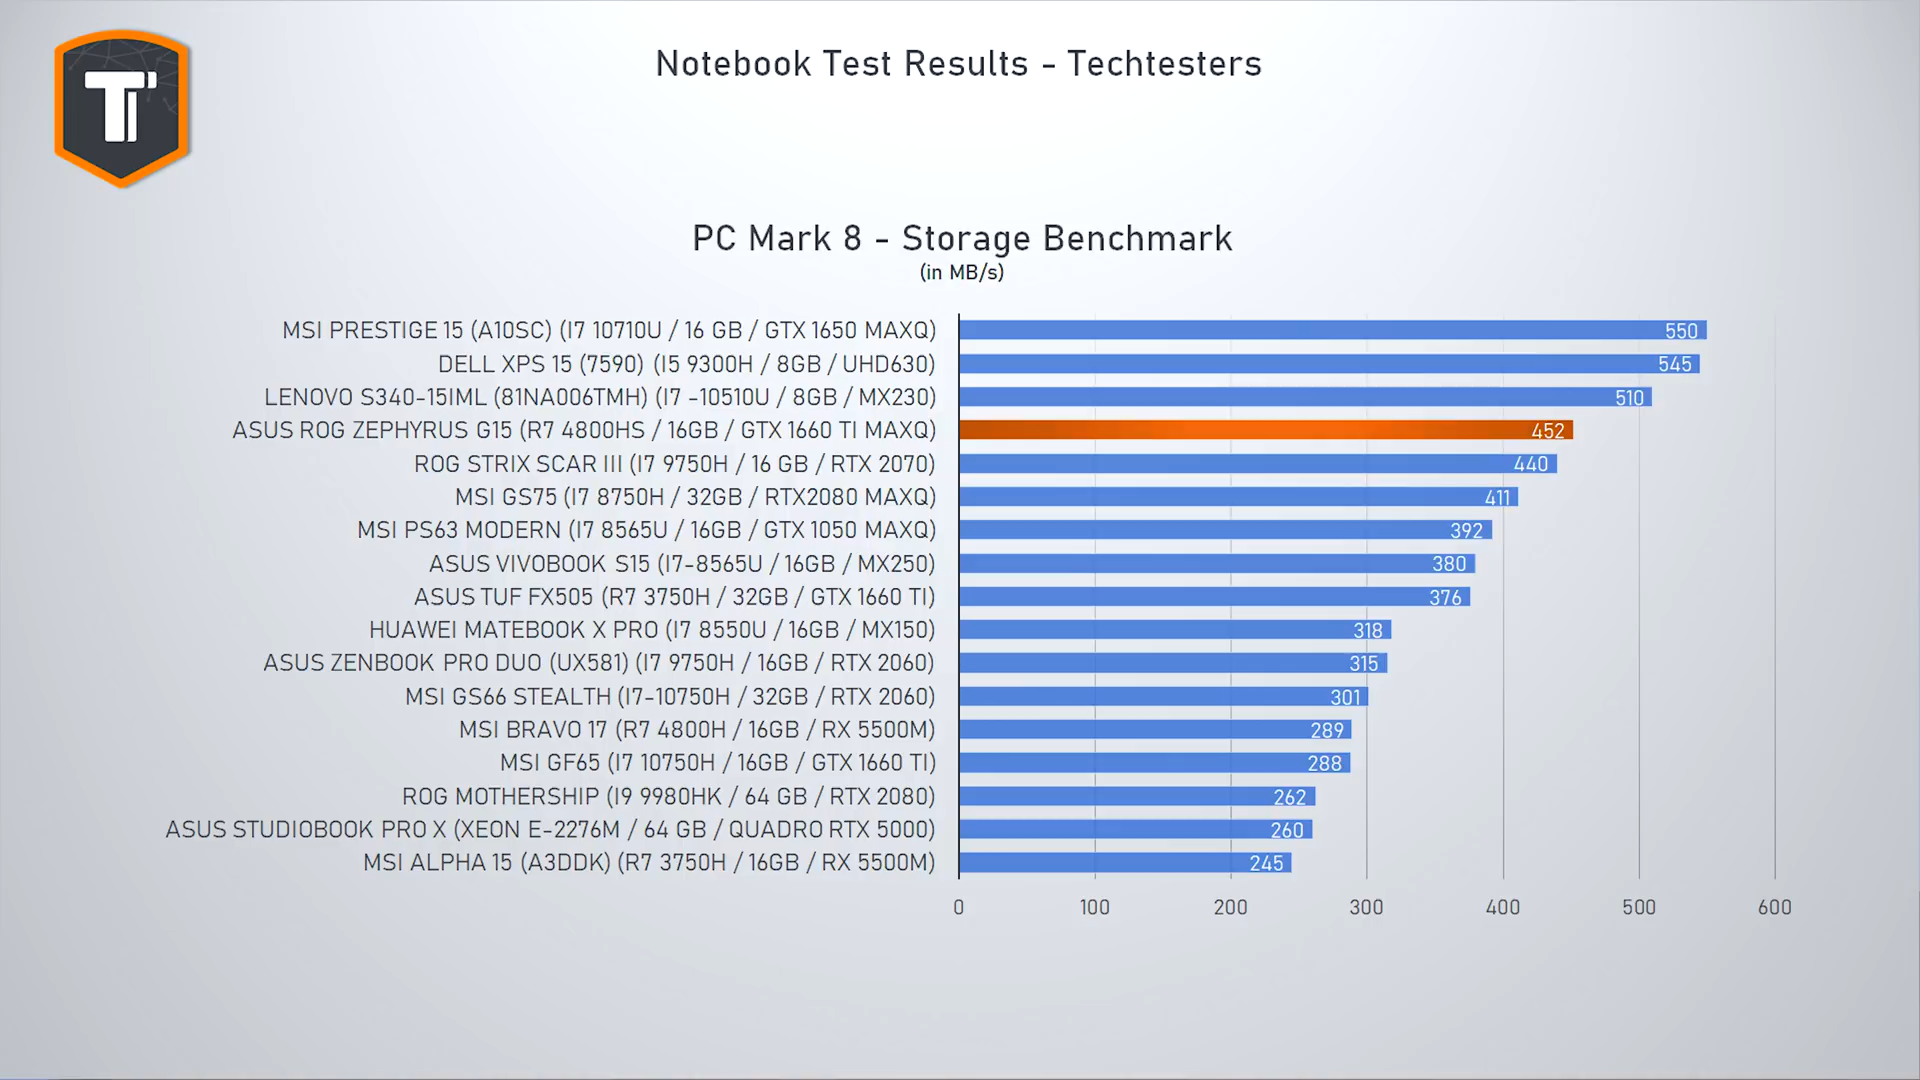 Notebook Test Results - Techtesters
PC Mark 8 - Storage Benchmark
(in MB/s)
MSI PRESTIGE 15 (A10SC) (I7 10710U / 16 GB / GTX 1650 MAXQ) 550
DELL XPS 15 (7590) (I5 9300H / 8GB / UHD630) 545
LENOVO S340-15IML (81NA006TMH) (I7 -10510U / 8GB / MX230) 510
ASUS ROG ZEPHYRUS G15 (R7 4800HS / 16GB / GTX 1660 TI MAXQ) 452
ROG STRIX SCAR III (I7 9750H / 16 GB / RTX 2070) 440
MSI GS75 (I7 8750H / 32GB / RTX2080 MAXQ) 411
MSI PS63 MODERN (I7 8565U / 16GB / GTX 1050 MAXQ) 392
ASUS VIVOBOOK S15 (I7-8565U / 16GB / MX250) 380
ASUS TUF FX505 (R7 3750H / 32GB / GTX 1660 TI) 376
HUAWEI MATEBOOK X PRO (I7 8550U / 16GB / MX150) 318
ASUS ZENBOOK PRO DUO (UX581) (I7 9750H / 16GB / RTX 2060) 315
MSI GS66 STEALTH (I7-10750H / 32GB / RTX 2060) 301
MSI BRAVO 17 (R7 4800H / 16GB / RX 5500M) 289
MSI GF65 (I7 10750H / 16GB / GTX 1660 TI) 288
ROG MOTHERSHIP (I9 9980HK / 64 GB / RTX 2080) 262
ASUS STUDIOBOOK PRO X (XEON E-2276M / 64 GB / QUADRO RTX 5000) 260
MSI ALPHA 15 (A3DDK) (R7 3750H / 16GB / RX 5500M) 245
0 100 200 300 400 500 600